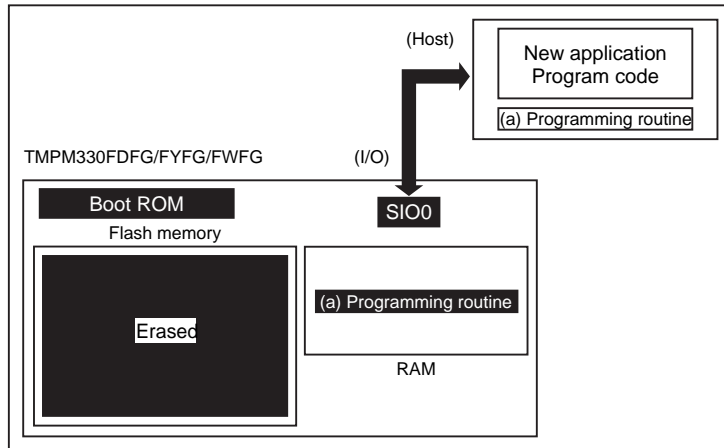 (Host)
New application
Program code
(a) Programming routine
TMPM330FDFG/FYFG/FWFG
(I/O)
Boot ROM
SIO0
Flash memory
(a) Programming routine
Erased
RAM